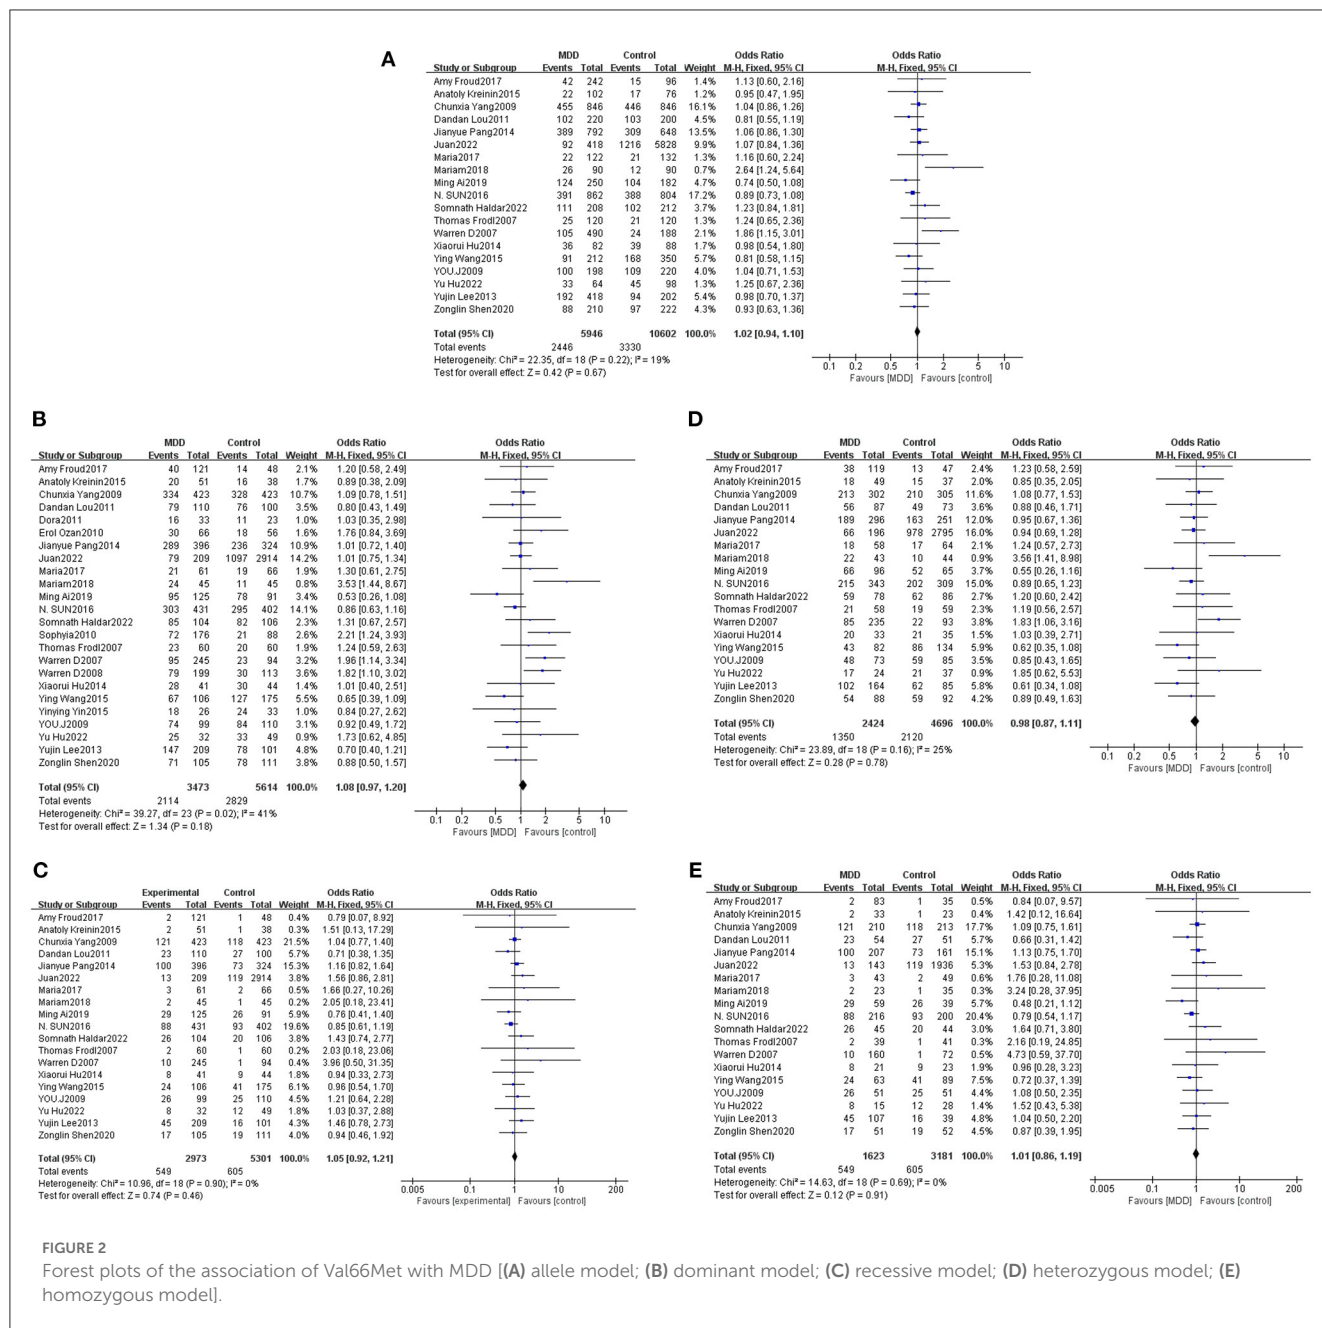 A
MDD Control Odds Ratio Odds Ratio
Study or Subgroup Events Total Events Total Weight M-H, Fixed, 95% CI M-H, Fixed, 95% CI
Amy Froud2017 42 242 15 96 1.4% 1.13 [0.60, 2.16]
Anatoly Kreinin2015 22 102 17 76 1.2% 0.95 [0.47, 1.95]
Chunxia Yang2009 455 846 446 846 16.1% 1.04 [0.86, 1.26]
Dandan Lou2011 102 220 103 200 4.5% 0.81 [0.55, 1.19]
Jianyue Pang2014 389 792 309 648 13.5% 1.06 [0.86, 1.30]
Juan2022 92 418 1216 5828 9.9% 1.07 [0.84, 1.36]
Maria2017 22 122 21 132 1.3% 1.16 [0.60, 2.24]
Mariam2018 26 90 12 90 0.7% 2.64 [1.24, 5.64]
Ming Ai2019 124 250 104 182 4.7% 0.74 [0.50, 1.08]
N. SUN2016 391 862 388 804 17.2% 0.89 [0.73, 1.08]
Somnath Haldar2022 111 208 102 212 3.7% 1.23 [0.84, 1.81]
Thomas Frodl2007 25 120 21 120 1.3% 1.24 [0.65, 2.36]
Warren D2007 105 490 24 188 2.1% 1.86 [1.15, 3.01]
Xiaorui Hu2014 36 82 39 88 1.7% 0.98 [0.54, 1.80]
Ying Wang2015 91 212 168 350 5.6% 0.81 [0.58, 1.15]
YOU.J2009 100 198 109 220 4.0% 1.04 [0.71, 1.53]
Yu Hu2022 33 64 45 98 1.3% 1.25 [0.67, 2.36]
Yujin Lee2013 192 418 94 202 5.4% 0.98 [0.70, 1.37]
Zonglin Shen2020 88 210 97 222 4.3% 0.93 [0.63, 1.36]
Total (95% CI) 5946 10602 100.0% 1.02 [0.94, 1.10]
Total events 2446 3330
Heterogeneity: Chi² = 22.35, df = 18 (P = 0.22); I² = 19%
Test for overall effect: Z = 0.42 (P = 0.67)
0.1 0.2 0.5 1 2 5 10
Favours [MDD] Favours [control]
B
MDD Control Odds Ratio Odds Ratio
Study or Subgroup Events Total Events Total Weight M-H, Fixed, 95% CI M-H, Fixed, 95% CI
Amy Froud2017 40 121 14 48 2.1% 1.20 [0.58, 2.49]
Anatoly Kreinin2015 20 51 16 38 1.8% 0.89 [0.38, 2.09]
Chunxia Yang2009 334 423 328 423 10.7% 1.09 [0.78, 1.51]
Dandan Lou2011 79 110 76 100 3.5% 0.80 [0.43, 1.49]
Dora2011 16 33 11 23 1.0% 1.03 [0.35, 2.98]
Erol Ozan2010 30 66 18 56 1.6% 1.76 [0.84, 3.69]
Jianyue Pang2014 289 396 236 324 10.9% 1.01 [0.72, 1.40]
Juan2022 79 209 1097 2914 14.2% 1.01 [0.75, 1.34]
Maria2017 21 61 19 66 1.9% 1.30 [0.61, 2.75]
Mariam2018 24 45 11 45 0.8% 3.53 [1.44, 8.67]
Ming Ai2019 95 125 78 91 3.4% 0.53 [0.26, 1.08]
N. SUN2016 303 431 295 402 14.1% 0.86 [0.63, 1.16]
Somnath Haldar2022 85 104 82 106 2.3% 1.31 [0.67, 2.57]
Sophyia2010 72 176 21 88 2.6% 2.21 [1.24, 3.93]
Thomas Frodl2007 23 60 20 60 1.9% 1.24 [0.59, 2.63]
Warren D2007 95 245 23 94 3.2% 1.96 [1.14, 3.34]
Warren D2008 79 199 30 113 3.6% 1.82 [1.10, 3.02]
Xiaorui Hu2014 28 41 30 44 1.4% 1.01 [0.40, 2.51]
Ying Wang2015 67 106 127 175 5.4% 0.65 [0.39, 1.09]
Yinying Yin2015 18 26 24 33 1.0% 0.84 [0.27, 2.62]
YOU.J2009 74 99 84 110 3.2% 0.92 [0.49, 1.72]
Yu Hu2022 25 32 33 49 0.9% 1.73 [0.62, 4.85]
Yujin Lee2013 147 209 78 101 4.8% 0.70 [0.40, 1.21]
Zonglin Shen2020 71 105 78 111 3.8% 0.88 [0.50, 1.57]
Total (95% CI) 3473 5614 100.0% 1.08 [0.97, 1.20]
Total events 2114 2829
Heterogeneity: Chi² = 39.27, df = 23 (P = 0.02); I² = 41%
Test for overall effect: Z = 1.34 (P = 0.18)
0.1 0.2 0.5 1 2 5 10
Favours [MDD] Favours [control]
D
MDD Control Odds Ratio Odds Ratio
Study or Subgroup Events Total Events Total Weight M-H, Fixed, 95% CI M-H, Fixed, 95% CI
Amy Froud2017 38 119 13 47 2.4% 1.23 [0.58, 2.59]
Anatoly Kreinin2015 18 49 15 37 2.0% 0.85 [0.35, 2.05]
Chunxia Yang2009 213 302 210 305 11.6% 1.08 [0.77, 1.53]
Dandan Lou2011 56 87 49 73 3.6% 0.88 [0.46, 1.71]
Jianyue Pang2014 189 296 163 251 12.0% 0.95 [0.67, 1.36]
Juan2022 66 196 978 2795 16.0% 0.94 [0.69, 1.28]
Maria2017 18 58 17 64 2.1% 1.24 [0.57, 2.73]
Mariam2018 22 43 10 44 0.9% 3.56 [1.41, 8.98]
Ming Ai2019 66 96 52 65 3.6% 0.55 [0.26, 1.16]
N. SUN2016 215 343 202 309 15.0% 0.89 [0.65, 1.23]
Somnath Haldar2022 59 78 62 86 2.6% 1.20 [0.60, 2.42]
Thomas Frodl2007 21 58 19 59 2.2% 1.19 [0.56, 2.57]
Warren D2007 85 235 22 93 3.8% 1.83 [1.06, 3.16]
Xiaorui Hu2014 20 33 21 35 1.5% 1.03 [0.39, 2.71]
Ying Wang2015 43 82 86 134 5.8% 0.62 [0.35, 1.08]
YOU.J2009 48 73 59 85 3.5% 0.85 [0.43, 1.65]
Yu Hu2022 17 24 21 37 0.9% 1.85 [0.62, 5.53]
Yujin Lee2013 102 164 62 85 5.8% 0.61 [0.34, 1.08]
Zonglin Shen2020 54 88 59 92 4.2% 0.89 [0.49, 1.63]
Total (95% CI) 2424 4696 100.0% 0.98 [0.87, 1.11]
Total events 1350 2120
Heterogeneity: Chi² = 23.89, df = 18 (P = 0.16); I² = 25%
Test for overall effect: Z = 0.28 (P = 0.78)
0.1 0.2 0.5 1 2 5 10
Favours [MDD] Favours [control]
C
Experimental Control Odds Ratio Odds Ratio
Study or Subgroup Events Total Events Total Weight M-H, Fixed, 95% CI M-H, Fixed, 95% CI
Amy Froud2017 2 121 1 48 0.4% 0.79 [0.07, 8.92]
Anatoly Kreinin2015 2 51 1 38 0.3% 1.51 [0.13, 17.29]
Chunxia Yang2009 121 423 118 423 21.5% 1.04 [0.77, 1.40]
Dandan Lou2011 23 110 27 100 5.7% 0.71 [0.38, 1.35]
Jianyue Pang2014 100 396 73 324 15.2% 1.16 [0.82, 1.64]
Juan2022 13 209 119 2914 3.8% 1.56 [0.86, 2.81]
Maria2017 3 61 2 66 0.5% 1.66 [0.27, 10.26]
Mariam2018 2 45 1 45 0.2% 2.05 [0.18, 23.41]
Ming Ai2019 29 125 26 91 5.9% 0.76 [0.41, 1.40]
N. SUN2016 88 431 93 402 19.6% 0.85 [0.61, 1.19]
Somnath Haldar2022 26 104 20 106 3.8% 1.43 [0.74, 2.77]
Thomas Frodl2007 2 60 1 60 0.3% 2.03 [0.18, 23.06]
Warren D2007 10 245 1 94 0.4% 3.96 [0.50, 31.35]
Xiaorui Hu2014 8 41 9 44 1.8% 0.94 [0.33, 2.73]
Ying Wang2015 24 106 41 175 6.1% 0.96 [0.54, 1.70]
YOU.J2009 26 99 25 110 4.5% 1.21 [0.64, 2.28]
Yu Hu2022 8 32 12 49 1.8% 1.03 [0.37, 2.88]
Yujin Lee2013 45 209 16 101 4.3% 1.46 [0.78, 2.73]
Zonglin Shen2020 17 105 19 111 4.0% 0.94 [0.46, 1.92]
Total (95% CI) 2973 5301 100.0% 1.05 [0.92, 1.21]
Total events 549 605
Heterogeneity: Chi² = 10.96, df = 18 (P = 0.90); I² = 0%
Test for overall effect: Z = 0.74 (P = 0.46)
0.005 0.1 1 10 200
Favours [experimental] Favours [control]
E
MDD Control Odds Ratio Odds Ratio
Study or Subgroup Events Total Events Total Weight M-H, Fixed, 95% CI M-H, Fixed, 95% CI
Amy Froud2017 2 83 1 35 0.5% 0.84 [0.07, 9.57]
Anatoly Kreinin2015 2 33 1 23 0.4% 1.42 [0.12, 16.64]
Chunxia Yang2009 121 210 118 213 17.7% 1.09 [0.75, 1.61]
Dandan Lou2011 23 54 27 51 5.7% 0.66 [0.31, 1.42]
Jianyue Pang2014 100 207 73 161 15.0% 1.13 [0.75, 1.70]
Juan2022 13 143 119 1936 5.4% 1.53 [0.84, 2.78]
Maria2017 3 43 2 49 0.6% 1.76 [0.28, 11.08]
Mariam2018 2 23 1 35 0.3% 3.24 [0.28, 37.95]
Ming Ai2019 29 59 26 39 5.6% 0.48 [0.21, 1.12]
N. SUN2016 88 216 93 200 20.0% 0.79 [0.54, 1.17]
Somnath Haldar2022 26 45 20 44 3.0% 1.64 [0.71, 3.80]
Thomas Frodl2007 2 39 1 41 0.3% 2.16 [0.19, 24.85]
Warren D2007 10 160 1 72 0.4% 4.73 [0.59, 37.70]
Xiaorui Hu2014 8 21 9 23 1.9% 0.96 [0.28, 3.23]
Ying Wang2015 24 63 41 89 7.5% 0.72 [0.37, 1.39]
YOU.J2009 26 51 25 51 4.3% 1.08 [0.50, 2.35]
Yu Hu2022 8 15 12 28 1.4% 1.52 [0.43, 5.38]
Yujin Lee2013 45 107 16 39 4.8% 1.04 [0.50, 2.20]
Zonglin Shen2020 17 51 19 52 4.4% 0.87 [0.39, 1.95]
Total (95% CI) 1623 3181 100.0% 1.01 [0.86, 1.19]
Total events 549 605
Heterogeneity: Chi² = 14.63, df = 18 (P = 0.69); I² = 0%
Test for overall effect: Z = 0.12 (P = 0.91)
0.005 0.1 1 10 200
Favours [MDD] Favours [control]
FIGURE 2
Forest plots of the association of Val66Met with MDD [(A) allele model; (B) dominant model; (C) recessive model; (D) heterozygous model; (E)
homozygous model].